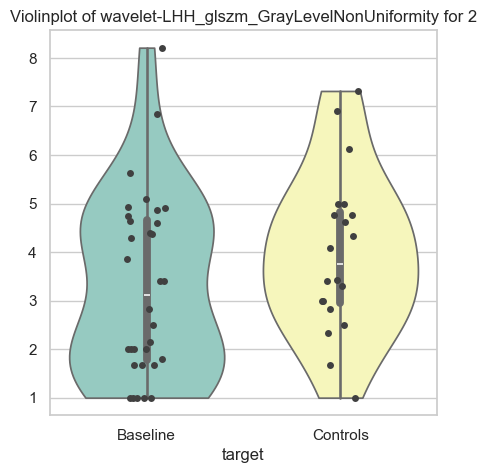 Violinplot of wavelet-LHH_glszm_GrayLevelNonUniformity for 2
8
7
6
5
4
3
2
1
Baseline Controls
target